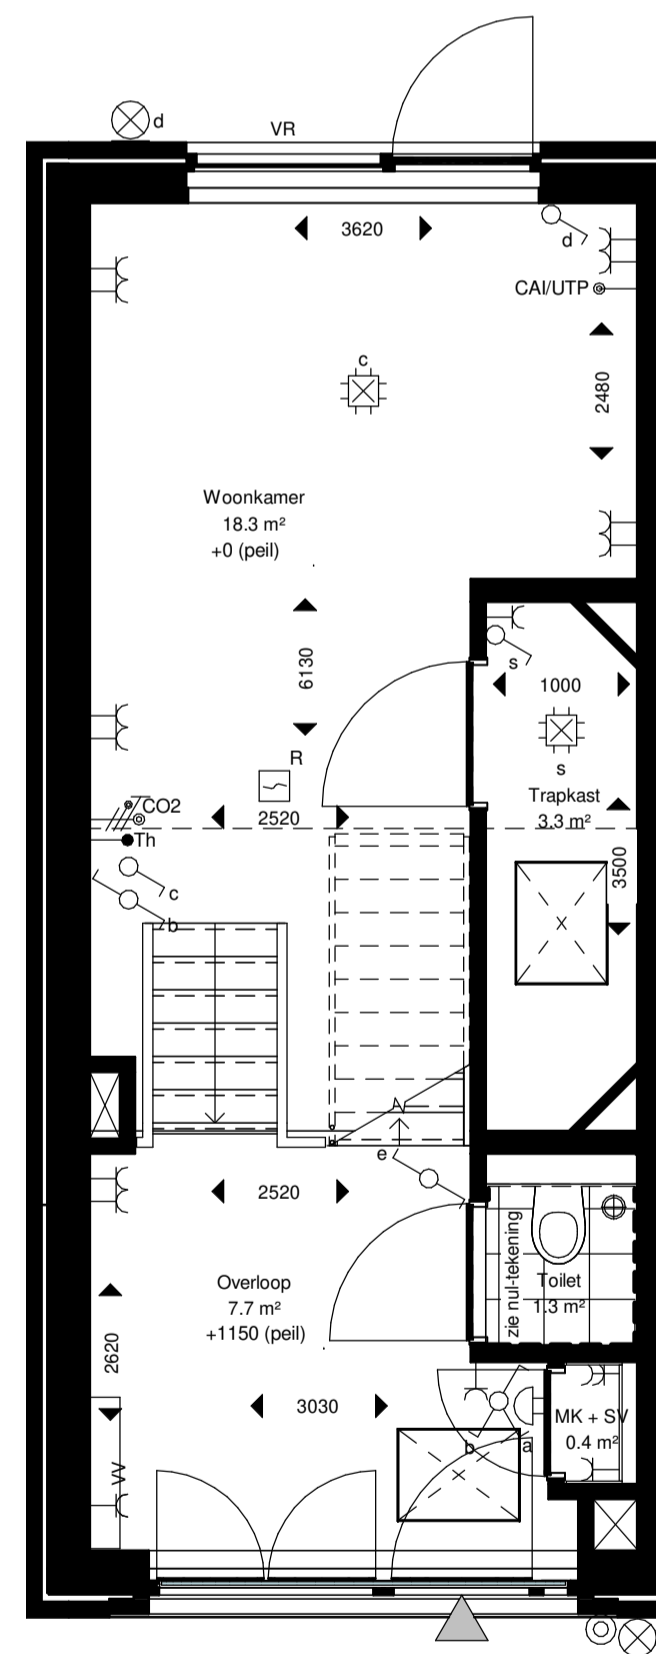 d
VR
3620
d
CAI/UTP
c
2480
Woonkamer
18.3 m²
+0 (peil)
6130
s
1000
R
s
Trapkast
3.3 m²
CO2
2520
Th
3500
c
b
e
2520
zie nul-tekening
Overloop
7.7 m²
+1150 (peil)
Toilet
1.3 m²
2620
3030
MK + SV
0.4 m²
b
a
VV